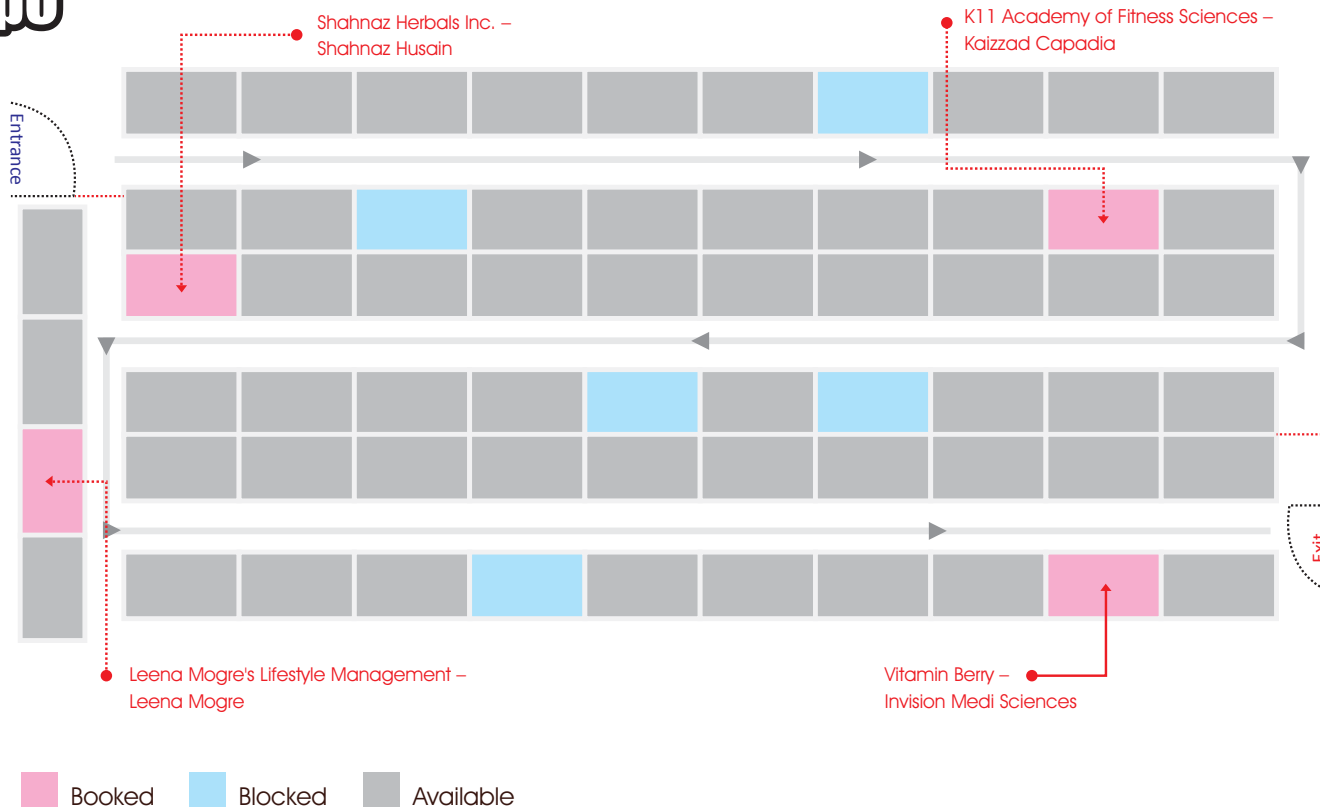 Shahnaz Herbals Inc. –
Shahnaz Husain
K11 Academy of Fitness Sciences –
Kaizzad Capadia
Entrance
Exit
Leena Mogre's Lifestyle Management –
Leena Mogre
Vitamin Berry –
Invision Medi Sciences
Booked
Blocked
Available